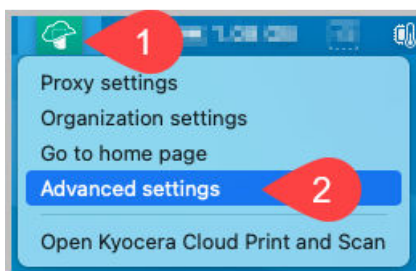 1
Proxy settings
Organization settings
Go to home page
Advanced settings
2
Open Kyocera Cloud Print and Scan